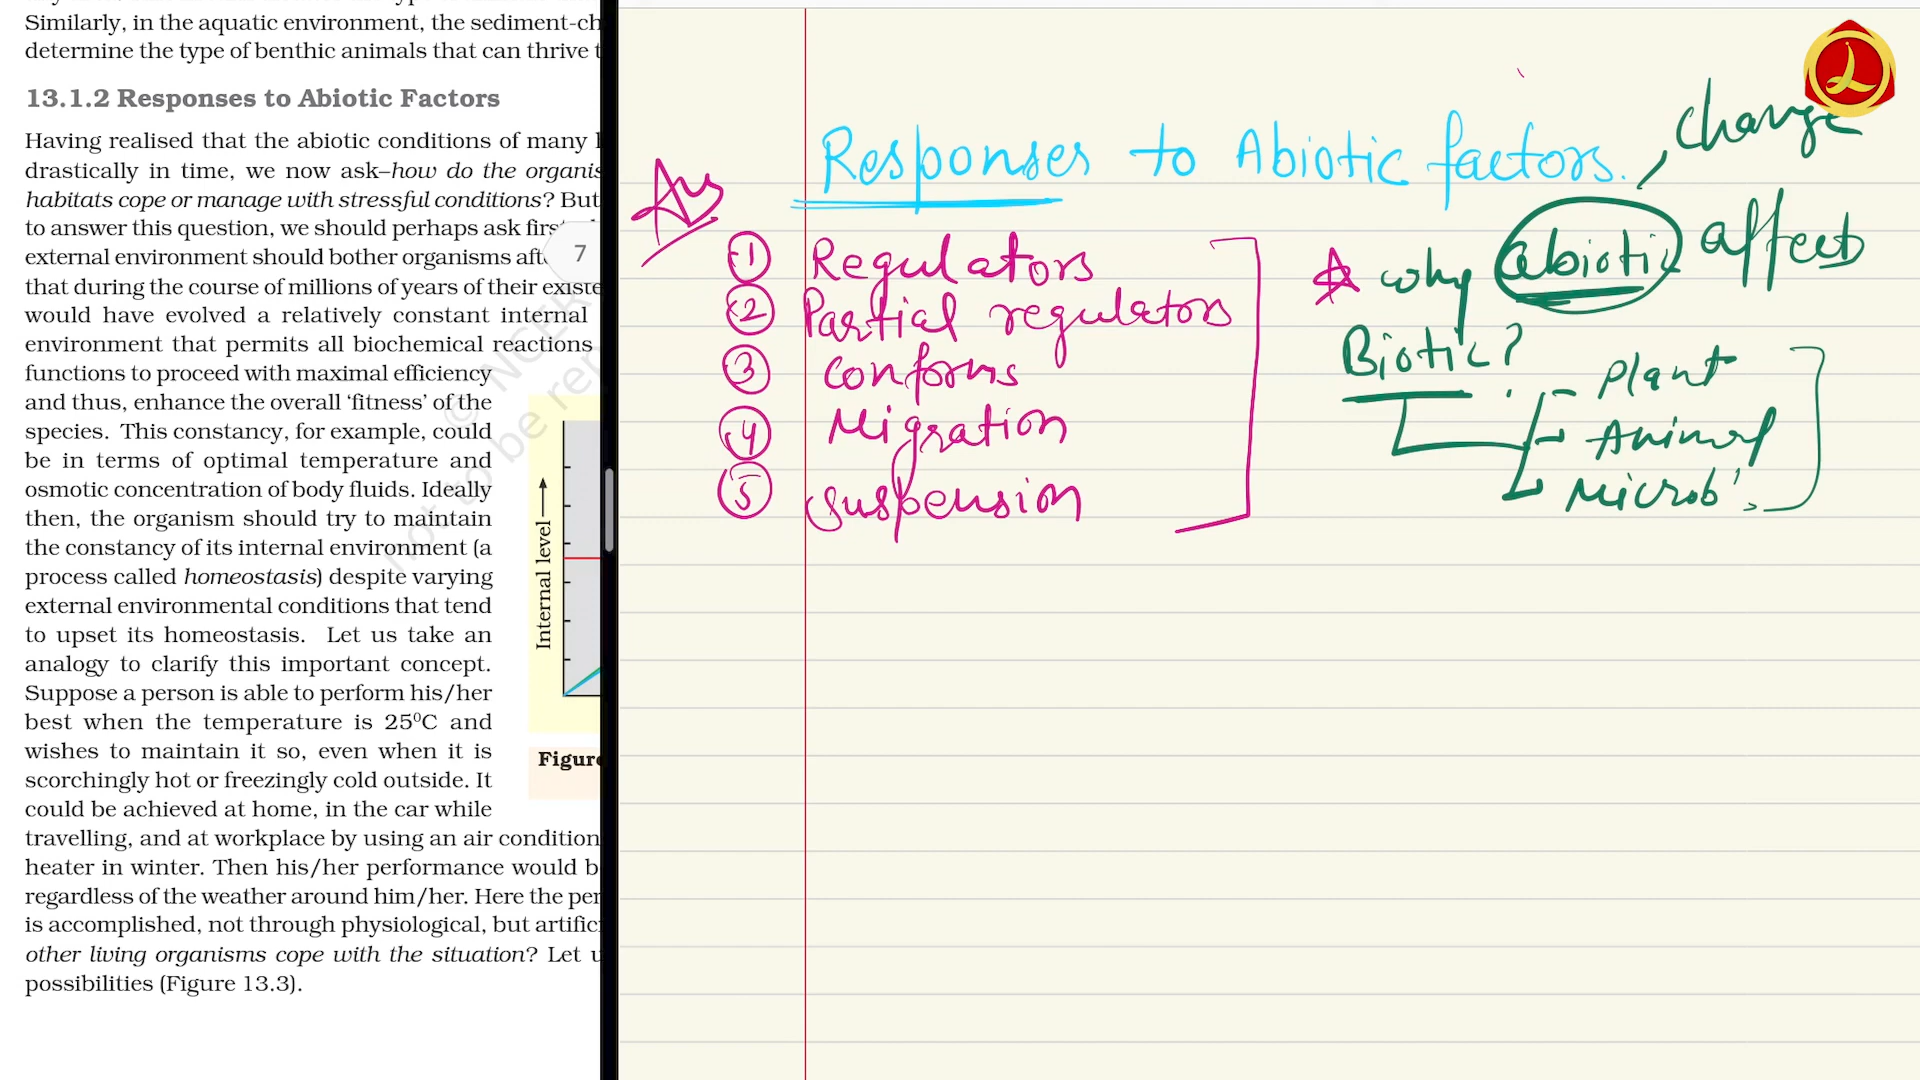 Similarly, in the aquatic environment, the sediment-ch
determine the type of benthic animals that can thrive t
13.1.2 Responses to Abiotic Factors
Having realised that the abiotic conditions of many
drastically in time, we now ask–how do the organis
habitats cope or manage with stressful conditions? But
to answer this question, we should perhaps ask firs
external environment should bother organisms aft
that during the course of millions of years of their existe
would have evolved a relatively constant internal
environment that permits all biochemical reactions
functions to proceed with maximal efficiency
and thus, enhance the overall ‘fitness’ of the
species. This constancy, for example, could
be in terms of optimal temperature and
osmotic concentration of body fluids. Ideally
then, the organism should try to maintain
the constancy of its internal environment (a
process called homeostasis) despite varying
external environmental conditions that tend
to upset its homeostasis. Let us take an
analogy to clarify this important concept.
Suppose a person is able to perform his/her
best when the temperature is 25⁰C and
wishes to maintain it so, even when it is
scorchingly hot or freezingly cold outside. It
could be achieved at home, in the car while
travelling, and at workplace by using an air condition
heater in winter. Then his/her performance would b
regardless of the weather around him/her. Here the per
is accomplished, not through physiological, but artific
other living organisms cope with the situation? Let u
possibilities (Figure 13.3).
7
Internal level
Figure
© NCE
not to be rep
Responses to Abiotic factors.
1 Regulators
2 Partial regulators
3 Conforms
4 Migration
5 Suspension
change
why abiotic affect
Biotic?
Plant
Animal